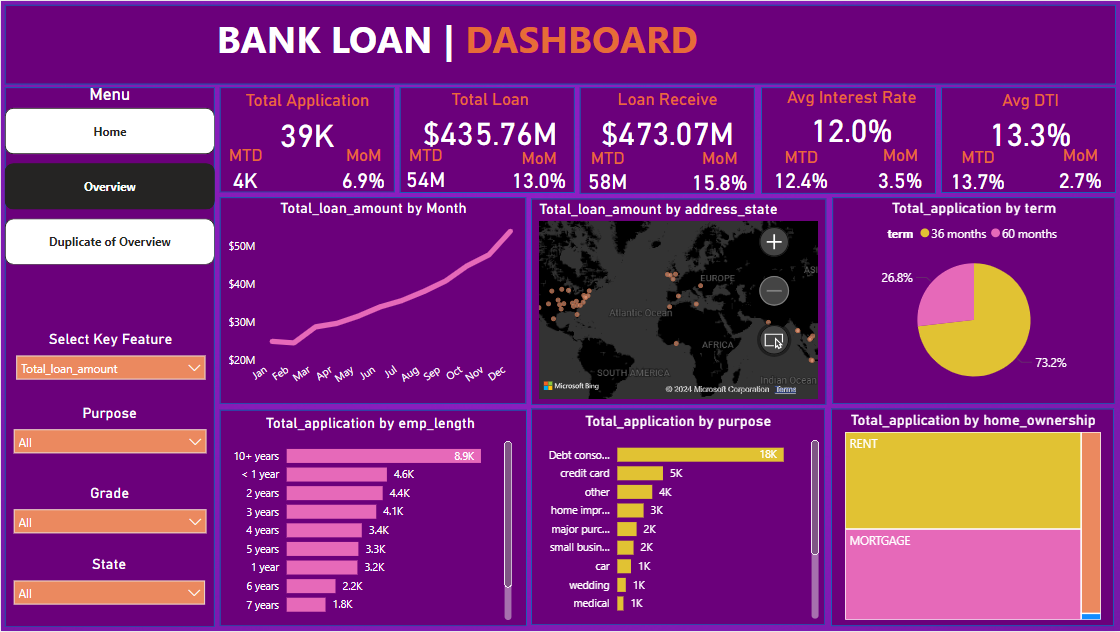 BANK LOAN | DASHBOARD
Menu
Home
Overview
Duplicate of Overview
Select Key Feature
Total_loan_amount
Purpose
All
Grade
All
State
All
Total Application
39K
MTD MoM
4K 6.9%
Total Loan
$435.76M
MTD MoM
54M 13.0%
Loan Receive
$473.07M
MTD MoM
58M 15.8%
Avg Interest Rate
12.0%
MTD MoM
12.4% 3.5%
Avg DTI
13.3%
MTD MoM
13.7% 2.7%
Total_loan_amount by Month
$50M
$40M
$30M
$20M
Jan Feb Mar Apr May Jun Jul Aug Sep Oct Nov Dec
Total_loan_amount by address_state
EUROPE
AS
Atlantic Ocean
AFRICA
SOUTH AMERICA
Indian Ocean
Microsoft Bing
© 2024 Microsoft Corporation Terms
Total_application by term
term 36 months 60 months
26.8%
73.2%
Total_application by emp_length
10+ years 8.9K
< 1 year 4.6K
2 years 4.4K
3 years 4.1K
4 years 3.4K
5 years 3.3K
1 year 3.2K
6 years 2.2K
7 years 1.8K
Total_application by purpose
Debt conso... 18K
credit card 5K
other 4K
home impr... 3K
major purc... 2K
small busin... 2K
car 1K
wedding 1K
medical 1K
Total_application by home_ownership
RENT
MORTGAGE